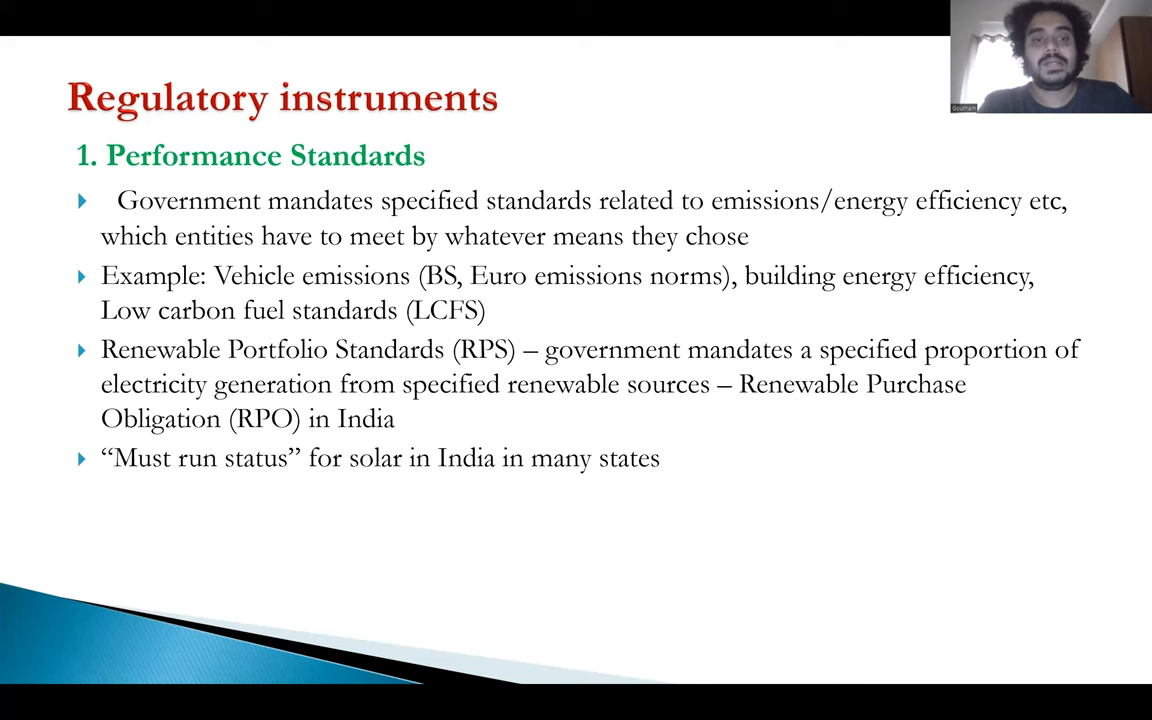 Regulatory instruments
Goutham
1. Performance Standards
Government mandates specified standards related to emissions/energy efficiency etc,
which entities have to meet by whatever means they chose
Example: Vehicle emissions (BS, Euro emissions norms), building energy efficiency,
Low carbon fuel standards (LCFS)
Renewable Portfolio Standards (RPS) – government mandates a specified proportion of
electricity generation from specified renewable sources – Renewable Purchase
Obligation (RPO) in India
“Must run status” for solar in India in many states